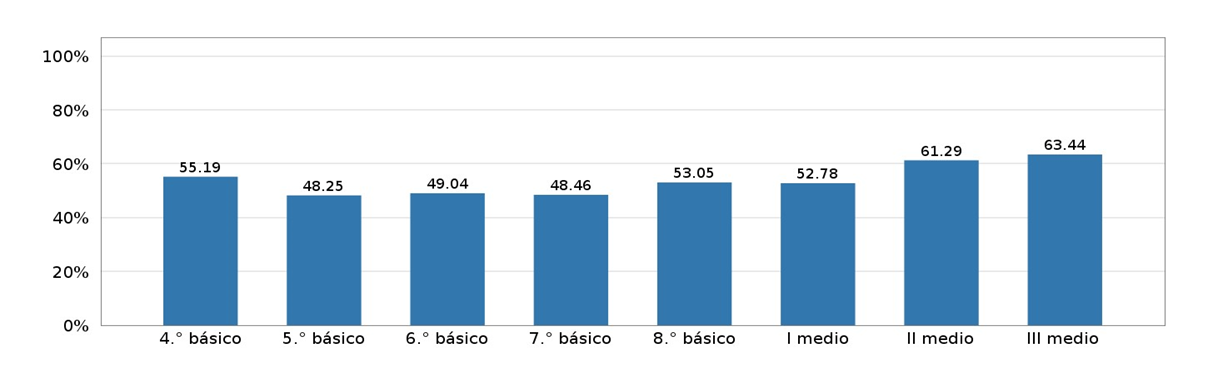 100%
80%
60%
40%
20%
0%
55.19
48.25
49.04
48.46
53.05
52.78
61.29
63.44
4.° básico
5.° básico
6.° básico
7.° básico
8.° básico
I medio
II medio
III medio